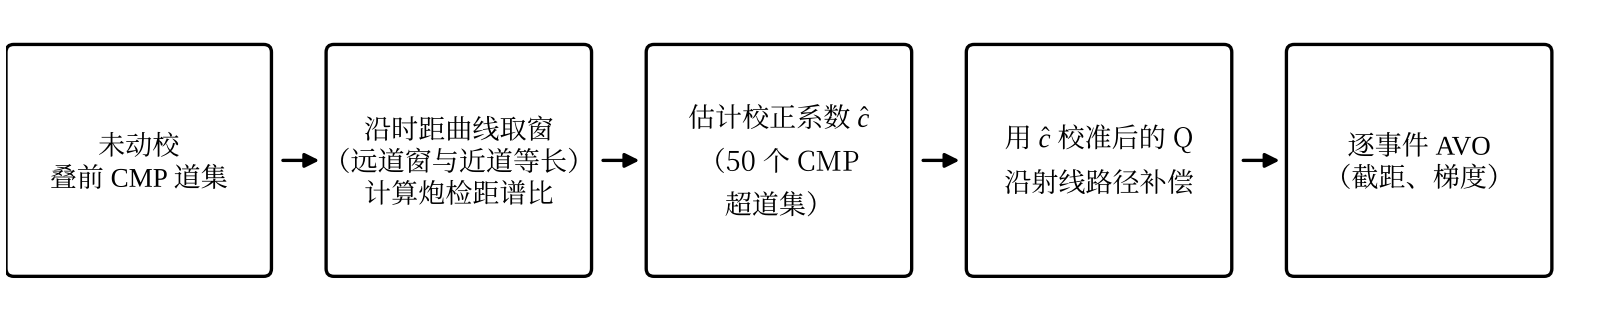 未动校
叠前 CMP 道集
沿时距曲线取窗
（远道窗与近道等长）
计算炮检距谱比
估计校正系数 ĉ
（50 个 CMP
超道集）
用 ĉ 校准后的 Q
沿射线路径补偿
逐事件 AVO
（截距、梯度）